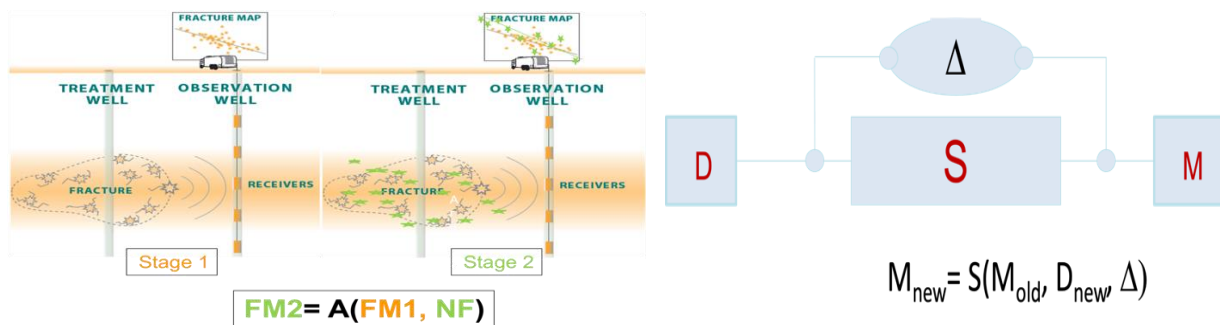 FRACTURE MAP
TREATMENT WELL
OBSERVATION WELL
FRACTURE
RECEIVERS
Stage 1
FRACTURE MAP
TREATMENT WELL
OBSERVATION WELL
FRACTURE
RECEIVERS
Stage 2
FM2= A(FM1, NF)
Δ
D
S
M
Mnew= S(Mold, Dnew, Δ)